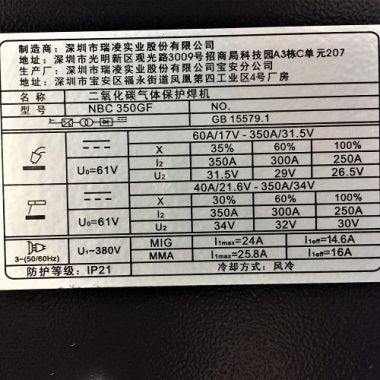 制造商：深圳市瑞凌实业股份有限公司
地址：深圳市光明新区观光路3009号招商局科技园A3栋C单元207
生产厂：深圳市瑞凌实业股份有限公司宝安分公司
地址：深圳市宝安区福永街道凤凰第四工业区4号厂房
名称 二氧化碳气体保护焊机
型号 NBC 350GF NO.
GB 15579.1
60A/17V - 350A/31.5V
X 35% 60% 100%
I2 350A 300A 250A
U0=61V U2 31.5V 29V 26.5V
40A/21.6V - 350A/34V
X 30% 60% 100%
I2 350A 300A 250A
U0=61V U2 34V 32V 30V
3~(50/60Hz) U1~380V MIG I1max=24A I1eff=14.6A
MMA I1max=25.8A I1eff=16A
防护等级：IP21 冷却方式：风冷